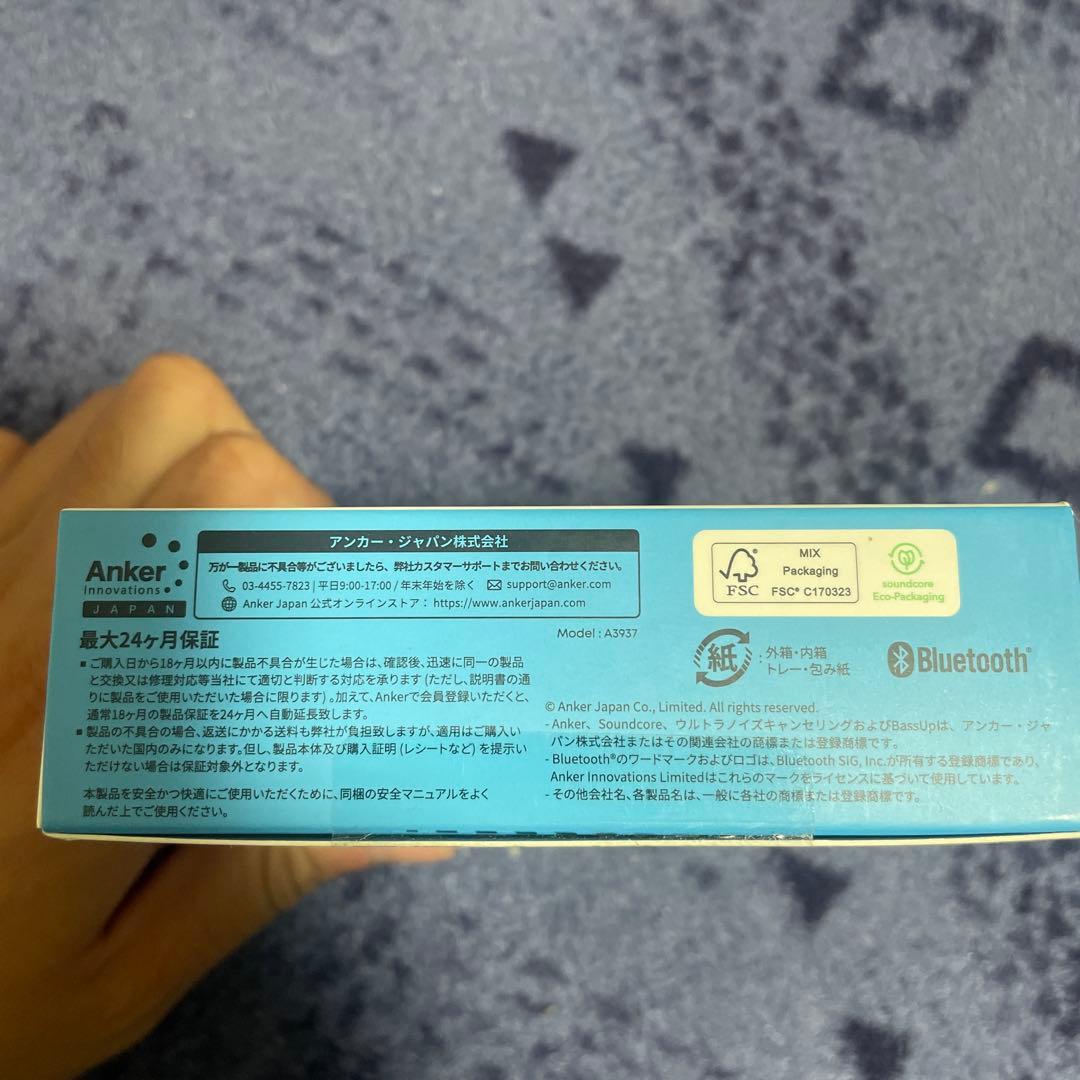 Anker
Innovations
JAPAN
アンカー・ジャパン株式会社
万が一製品に不具合等がございましたら、弊社カスタマーサポートまでお問い合わせください。
03-4455-7823 | 平日9:00-17:00 / 年末年始を除く support@anker.com
Anker Japan 公式オンラインストア： https://www.ankerjapan.com
最大24ヶ月保証
Model : A3937
■ ご購入日から18ヶ月以内に製品不具合が生じた場合は、確認後、迅速に同一の製品
と交換又は修理対応等当社にて適切と判断する対応を承ります (ただし、説明書の通
りに製品をご使用いただいた場合に限ります) 。加えて、Ankerで会員登録いただくと、
通常18ヶ月の製品保証を24ヶ月へ自動延長致します。
■ 製品の不具合の場合、返送にかかる送料も弊社が負担致しますが、適用はご購入い
ただいた国内のみになります。但し、製品本体及び購入証明 (レシートなど) を提示い
ただけない場合は保証対象外となります。
本製品を安全かつ快適にご使用いただくために、同梱の安全マニュアルをよく
読んだ上でご使用ください。
FSC
MIX
Packaging
FSC® C170323
soundcore
Eco-Packaging
紙
: 外箱・内箱
トレー・包み紙
Bluetooth®
© Anker Japan Co., Limited. All rights reserved.
- Anker、Soundcore、ウルトラノイズキャンセリングおよびBassUpは、アンカー・ジャ
パン株式会社またはその関連会社の商標または登録商標です。
- Bluetooth®のワードマークおよびロゴは、Bluetooth SIG, Inc.が所有する登録商標であり、
Anker Innovations Limitedはこれらのマークをライセンスに基づいて使用しています。
- その他会社名、各製品名は、一般に各社の商標または登録商標です。